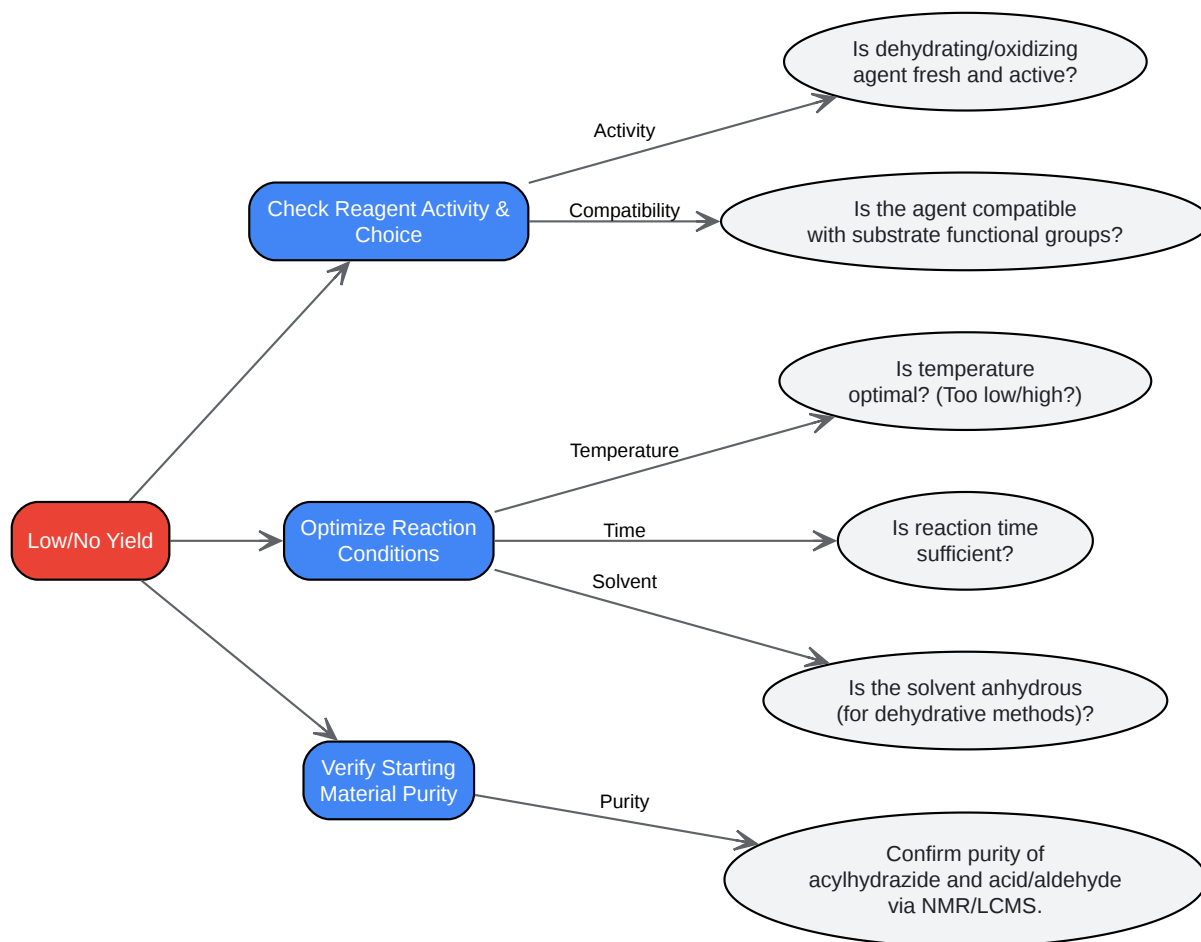 Is dehydrating/oxidizing
agent fresh and active?
Activity
Check Reagent Activity &
Choice
Compatibility
Is the agent compatible
with substrate functional groups?
Is temperature
optimal? (Too low/high?)
Temperature
Low/No Yield
Optimize Reaction
Conditions
Time
Is reaction time
sufficient?
Solvent
Is the solvent anhydrous
(for dehydrative methods)?
Verify Starting
Material Purity
Purity
Confirm purity of
acylhydrazide and acid/aldehyde
via NMR/LCMS.